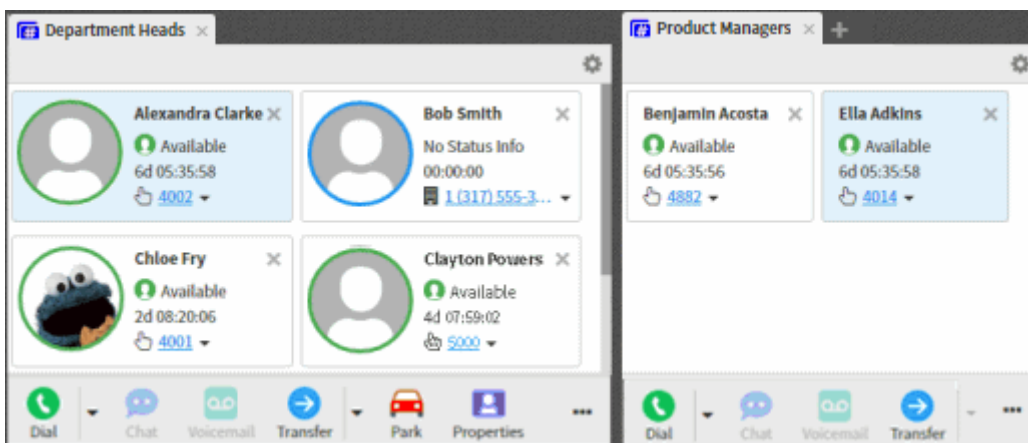 Department Heads
Alexandra Clarke
Available
6d 05:35:58
4002
Bob Smith
No Status Info
00:00:00
1 (317) 555-3...
Chloe Fry
Available
2d 08:20:06
4001
Clayton Powers
Available
4d 07:59:02
5000
Dial
Chat
Voicemail
Transfer
Park
Properties
Product Managers
Benjamin Acosta
Available
6d 05:35:56
4882
Ella Adkins
Available
6d 05:35:58
4014
Dial
Chat
Voicemail
Transfer